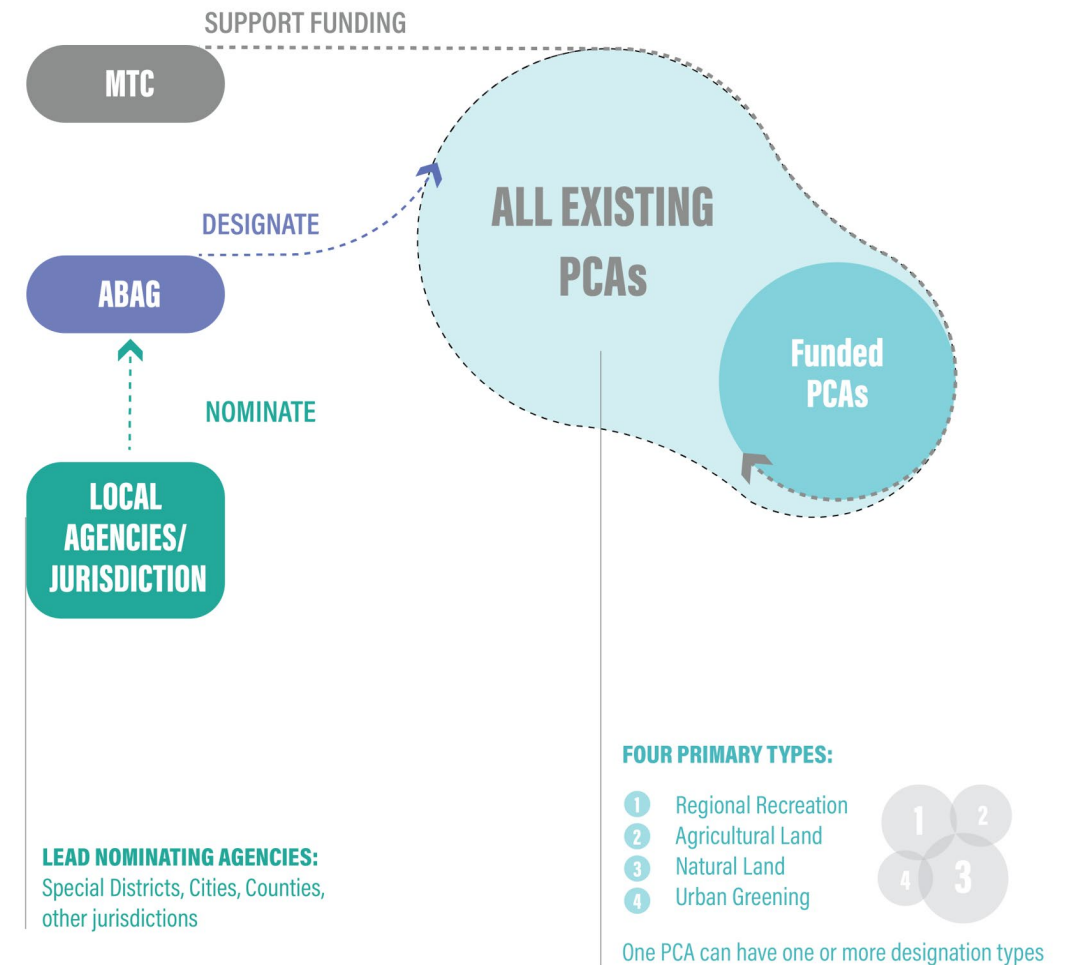 SUPPORT FUNDING
MTC
ALL EXISTING
PCAs
DESIGNATE
ABAG
Funded
PCAs
NOMINATE
LOCAL
AGENCIES/
JURISDICTION
LEAD NOMINATING AGENCIES:
Special Districts, Cities, Counties,
other jurisdictions
FOUR PRIMARY TYPES:
1 Regional Recreation
2 Agricultural Land
3 Natural Land
4 Urban Greening
1
2
4
3
One PCA can have one or more designation types